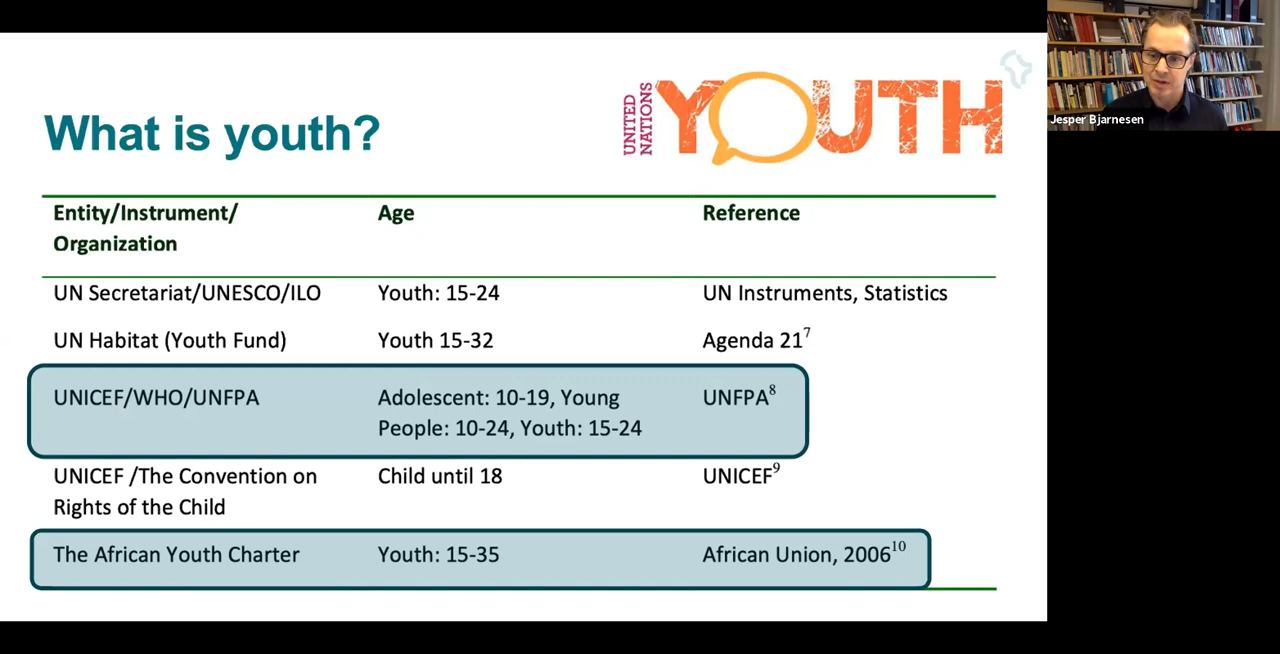 What is youth?
UNITED
NATIONS
YOUTH
Jesper Bjarnesen
Entity/Instrument/ Age Reference
Organization
UN Secretariat/UNESCO/ILO Youth: 15-24 UN Instruments, Statistics
UN Habitat (Youth Fund) Youth 15-32 Agenda 21⁷
UNICEF/WHO/UNFPA Adolescent: 10-19, Young UNFPA⁸
People: 10-24, Youth: 15-24
UNICEF /The Convention on Child until 18 UNICEF⁹
Rights of the Child
The African Youth Charter Youth: 15-35 African Union, 2006¹⁰